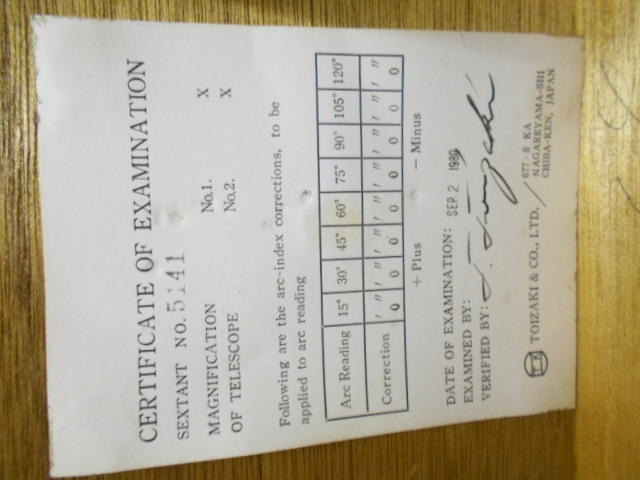 CERTIFICATE OF EXAMINATION
SEXTANT NO. 5141
MAGNIFICATION No.1. X
OF TELESCOPE No.2. X
Following are the arc-index corrections, to be
applied to arc reading
Arc Reading 15° 30° 45° 60° 75° 90° 105° 120°
Correction ′ ″ ′ ″ ′ ″ ′ ″ ′ ″ ′ ″ ′ ″ ′ ″
0 0 0 0 0 0 0 0
+ Plus − Minus
DATE OF EXAMINATION: SEP. 2 1989
EXAMINED BY:
VERIFIED BY:
TOIZAKI & CO., LTD.
677-8 KA
NAGAREYAMA-SHI
CHIBA-KEN, JAPAN